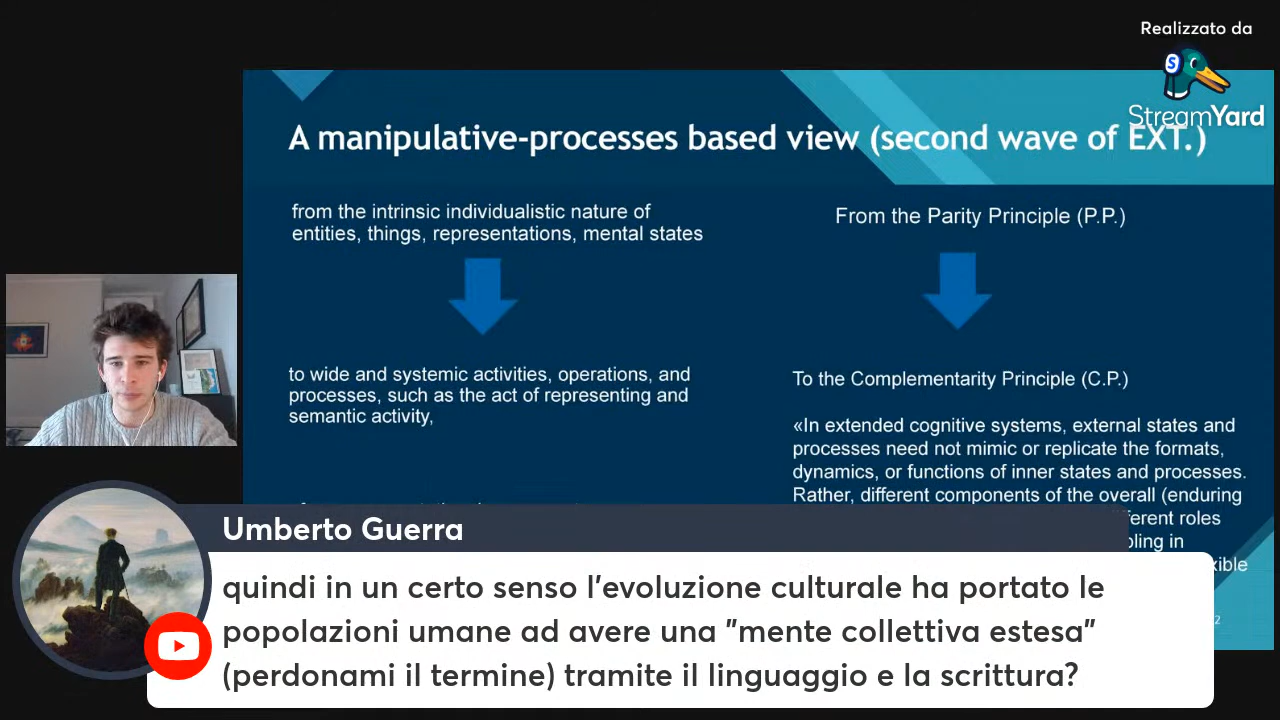 Realizzato da
StreamYard
A manipulative-processes based view (second wave of EXT.)
from the intrinsic individualistic nature of
entities, things, representations, mental states
From the Parity Principle (P.P.)
to wide and systemic activities, operations, and
processes, such as the act of representing and
semantic activity,
To the Complementarity Principle (C.P.)
«In extended cognitive systems, external states and
processes need not mimic or replicate the formats,
dynamics, or functions of inner states and processes.
Rather, different components of the overall (enduring
roles
in
Umberto Guerra
quindi in un certo senso l'evoluzione culturale ha portato le
popolazioni umane ad avere una "mente collettiva estesa"
(perdonami il termine) tramite il linguaggio e la scrittura?